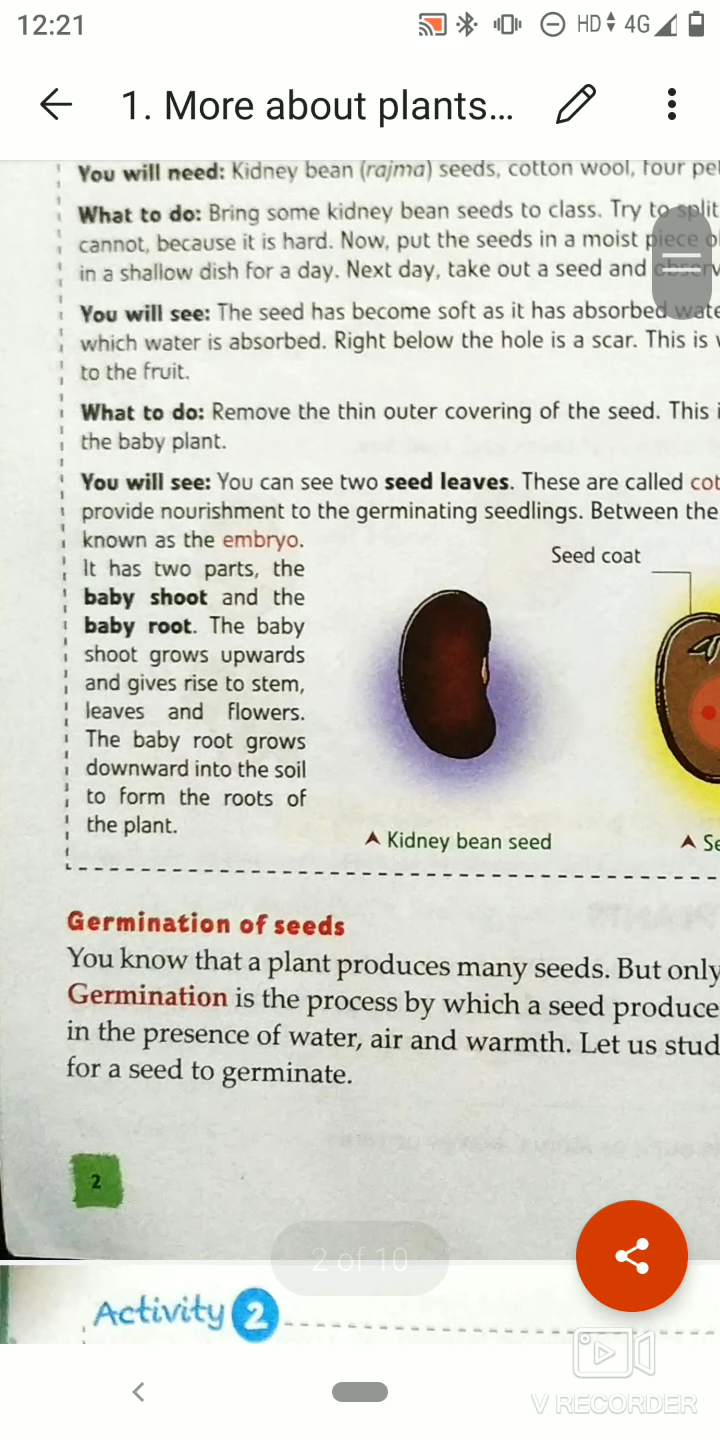 12:21 HD 4G
1. More about plants...
You will need: Kidney bean (rajma) seeds, cotton wool, four pe
What to do: Bring some kidney bean seeds to class. Try to split
cannot, because it is hard. Now, put the seeds in a moist piece o
in a shallow dish for a day. Next day, take out a seed and observ
You will see: The seed has become soft as it has absorbed wate
which water is absorbed. Right below the hole is a scar. This is
to the fruit.
What to do: Remove the thin outer covering of the seed. This i
the baby plant.
You will see: You can see two seed leaves. These are called cot
provide nourishment to the germinating seedlings. Between the
known as the embryo.
It has two parts, the
baby shoot and the
baby root. The baby
shoot grows upwards
and gives rise to stem,
leaves and flowers.
The baby root grows
downward into the soil
to form the roots of
the plant.
Seed coat
Kidney bean seed
Se
Germination of seeds
You know that a plant produces many seeds. But only
Germination is the process by which a seed produce
in the presence of water, air and warmth. Let us stud
for a seed to germinate.
2
2 of 10
Activity 2
V RECORDER